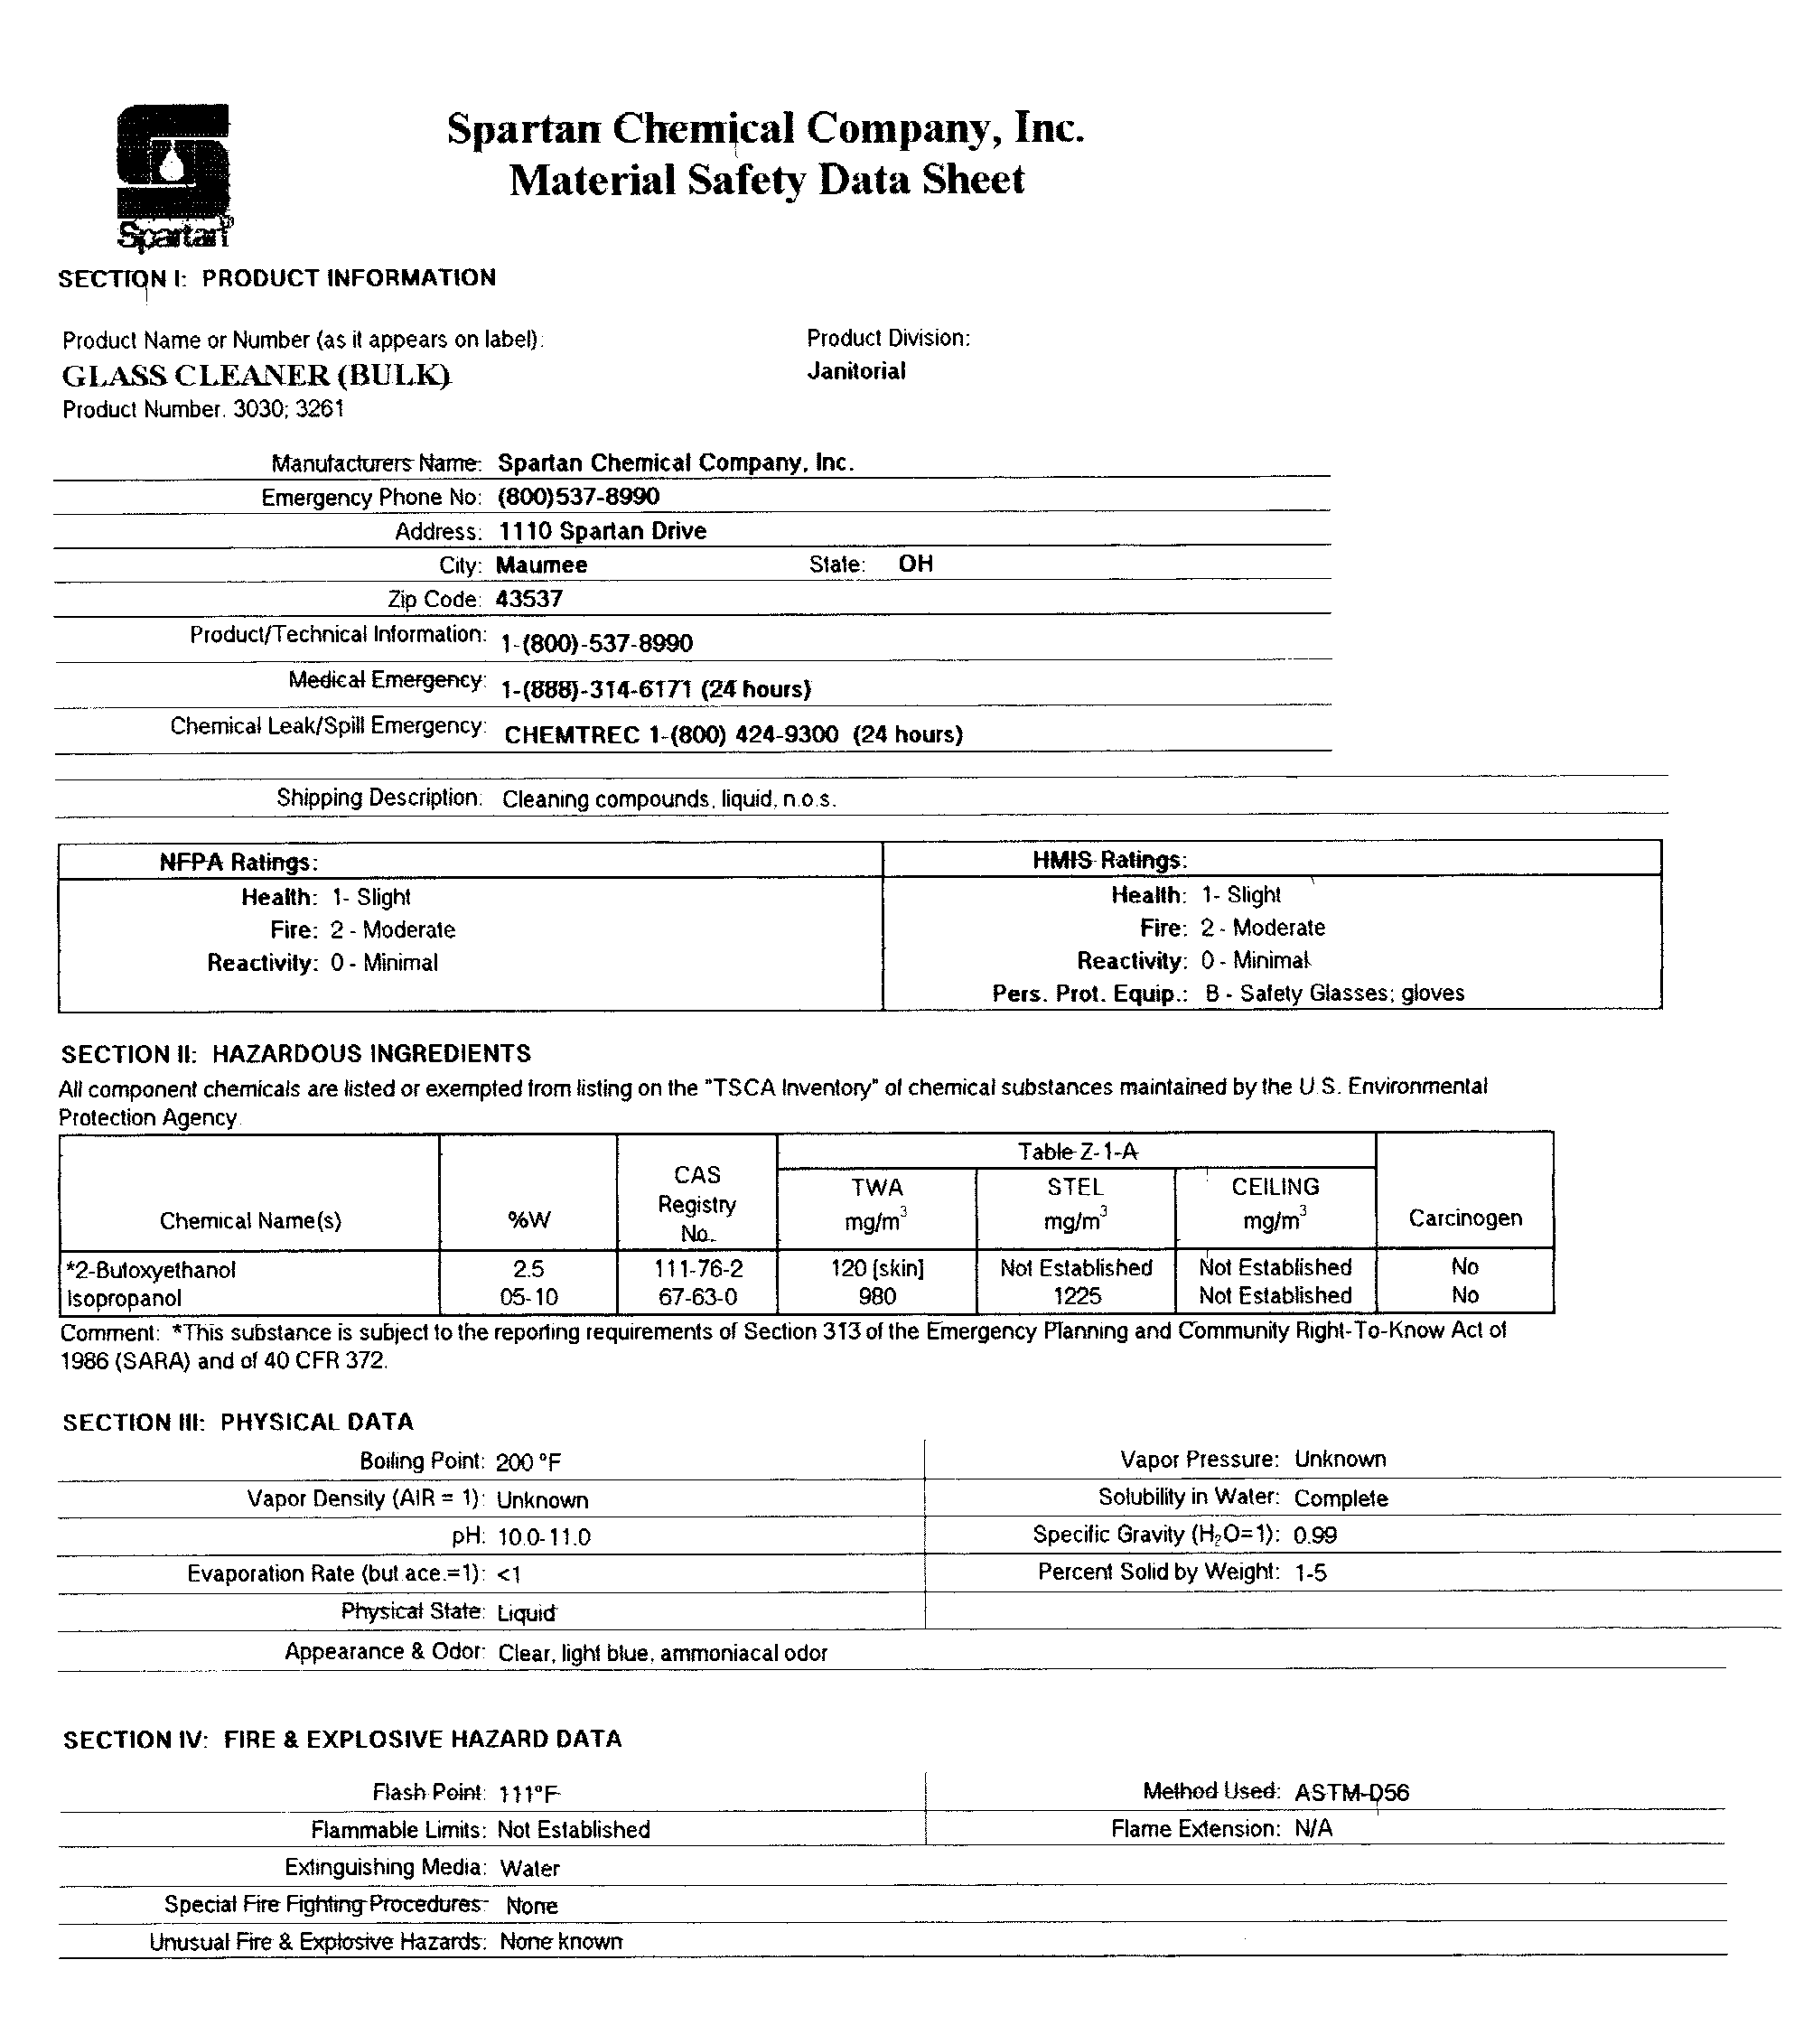 Spartan Chemical Company, Inc.
Material Safety Data Sheet
Spartan®
SECTION I: PRODUCT INFORMATION
Product Name or Number (as it appears on label): Product Division:
GLASS CLEANER (BULK) Janitorial
Product Number. 3030; 3261
Manufacturers Name: Spartan Chemical Company, Inc.
Emergency Phone No: (800)537-8990
Address: 1110 Spartan Drive
City: Maumee State: OH
Zip Code: 43537
Product/Technical Information: 1-(800)-537-8990
Medical Emergency: 1-(888)-314-6171 (24 hours)
Chemical Leak/Spill Emergency: CHEMTREC 1-(800) 424-9300 (24 hours)
Shipping Description: Cleaning compounds, liquid, n.o.s.
NFPA Ratings: HMIS Ratings:
Health: 1- Slight Health: 1- Slight
Fire: 2 - Moderate Fire: 2 - Moderate
Reactivity: 0 - Minimal Reactivity: 0 - Minimal
Pers. Prot. Equip.: B - Safety Glasses; gloves
SECTION II: HAZARDOUS INGREDIENTS
All component chemicals are listed or exempted from listing on the "TSCA Inventory" of chemical substances maintained by the U.S. Environmental
Protection Agency.
Table Z-1-A
Chemical Name(s) %W CAS Registry No. TWA mg/m³ STEL mg/m³ CEILING mg/m³ Carcinogen
*2-Butoxyethanol 2.5 111-76-2 120 [skin] Not Established Not Established No
Isopropanol 05-10 67-63-0 980 1225 Not Established No
Comment: *This substance is subject to the reporting requirements of Section 313 of the Emergency Planning and Community Right-To-Know Act of
1986 (SARA) and of 40 CFR 372.
SECTION III: PHYSICAL DATA
Boiling Point: 200 °F Vapor Pressure: Unknown
Vapor Density (AIR = 1): Unknown Solubility in Water: Complete
pH: 10.0-11.0 Specific Gravity (H₂O=1): 0.99
Evaporation Rate (but.ace.=1): <1 Percent Solid by Weight: 1-5
Physical State: Liquid
Appearance & Odor: Clear, light blue, ammoniacal odor
SECTION IV: FIRE & EXPLOSIVE HAZARD DATA
Flash Point: 111°F Method Used: ASTM-D56
Flammable Limits: Not Established Flame Extension: N/A
Extinguishing Media: Water
Special Fire Fighting Procedures: None
Unusual Fire & Explosive Hazards: None known